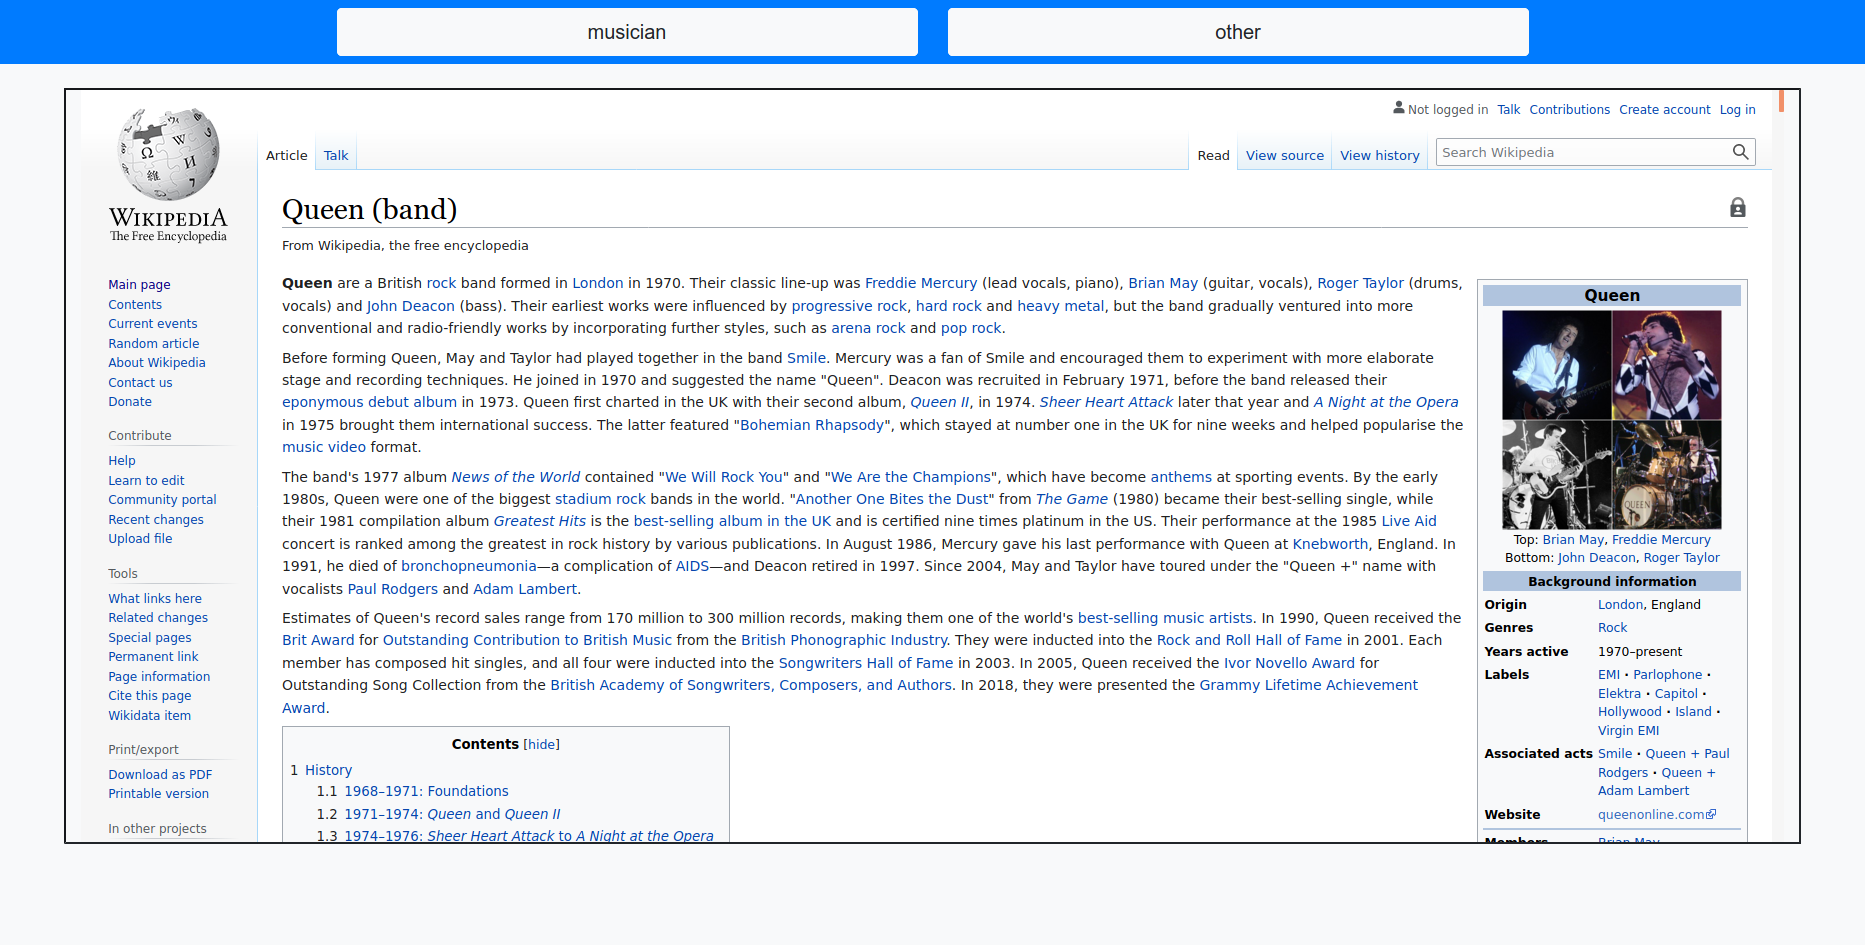 musician
other
Not logged in Talk Contributions Create account Log in
Article Talk
Read View source View history Search Wikipedia
WIKIPEDIA
The Free Encyclopedia
Main page
Contents
Current events
Random article
About Wikipedia
Contact us
Donate
Contribute
Help
Learn to edit
Community portal
Recent changes
Upload file
Tools
What links here
Related changes
Special pages
Permanent link
Page information
Cite this page
Wikidata item
Print/export
Download as PDF
Printable version
In other projects
Queen (band)
From Wikipedia, the free encyclopedia
Queen are a British rock band formed in London in 1970. Their classic line-up was Freddie Mercury (lead vocals, piano), Brian May (guitar, vocals), Roger Taylor (drums,
vocals) and John Deacon (bass). Their earliest works were influenced by progressive rock, hard rock and heavy metal, but the band gradually ventured into more
conventional and radio-friendly works by incorporating further styles, such as arena rock and pop rock.
Before forming Queen, May and Taylor had played together in the band Smile. Mercury was a fan of Smile and encouraged them to experiment with more elaborate
stage and recording techniques. He joined in 1970 and suggested the name "Queen". Deacon was recruited in February 1971, before the band released their
eponymous debut album in 1973. Queen first charted in the UK with their second album, Queen II, in 1974. Sheer Heart Attack later that year and A Night at the Opera
in 1975 brought them international success. The latter featured "Bohemian Rhapsody", which stayed at number one in the UK for nine weeks and helped popularise the
music video format.
The band's 1977 album News of the World contained "We Will Rock You" and "We Are the Champions", which have become anthems at sporting events. By the early
1980s, Queen were one of the biggest stadium rock bands in the world. "Another One Bites the Dust" from The Game (1980) became their best-selling single, while
their 1981 compilation album Greatest Hits is the best-selling album in the UK and is certified nine times platinum in the US. Their performance at the 1985 Live Aid
concert is ranked among the greatest in rock history by various publications. In August 1986, Mercury gave his last performance with Queen at Knebworth, England. In
1991, he died of bronchopneumonia—a complication of AIDS—and Deacon retired in 1997. Since 2004, May and Taylor have toured under the "Queen +" name with
vocalists Paul Rodgers and Adam Lambert.
Estimates of Queen's record sales range from 170 million to 300 million records, making them one of the world's best-selling music artists. In 1990, Queen received the
Brit Award for Outstanding Contribution to British Music from the British Phonographic Industry. They were inducted into the Rock and Roll Hall of Fame in 2001. Each
member has composed hit singles, and all four were inducted into the Songwriters Hall of Fame in 2003. In 2005, Queen received the Ivor Novello Award for
Outstanding Song Collection from the British Academy of Songwriters, Composers, and Authors. In 2018, they were presented the Grammy Lifetime Achievement
Award.
Contents [hide]
1 History
1.1 1968–1971: Foundations
1.2 1971–1974: Queen and Queen II
1.3 1974–1976: Sheer Heart Attack to A Night at the Opera
Queen
QUEEN
Top: Brian May, Freddie Mercury
Bottom: John Deacon, Roger Taylor
Background information
Origin London, England
Genres Rock
Years active 1970–present
Labels EMI · Parlophone ·
Elektra · Capitol ·
Hollywood · Island ·
Virgin EMI
Associated acts Smile · Queen + Paul
Rodgers · Queen +
Adam Lambert
Website queenonline.com
Members Brian May